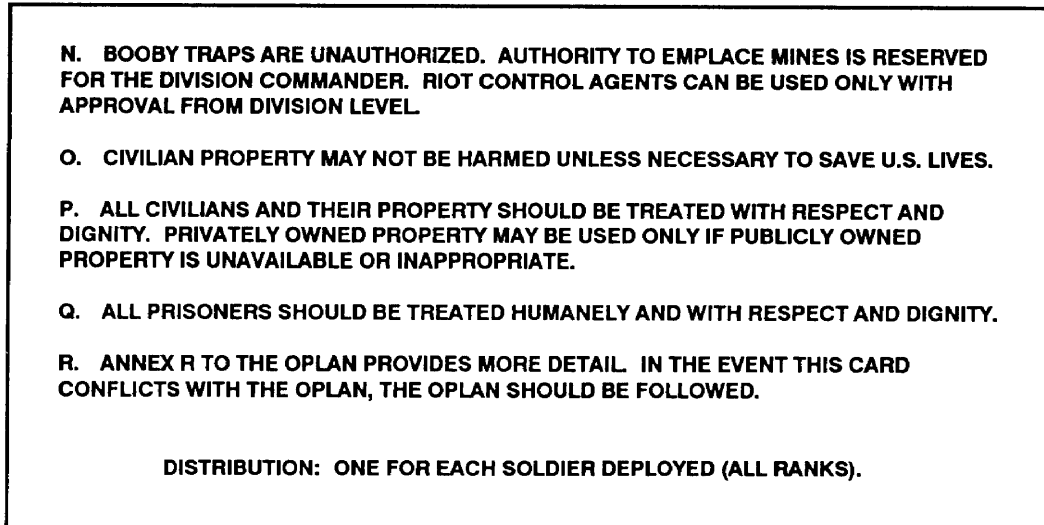 N. BOOBY TRAPS ARE UNAUTHORIZED. AUTHORITY TO EMPLACE MINES IS RESERVED
FOR THE DIVISION COMMANDER. RIOT CONTROL AGENTS CAN BE USED ONLY WITH
APPROVAL FROM DIVISION LEVEL.
O. CIVILIAN PROPERTY MAY NOT BE HARMED UNLESS NECESSARY TO SAVE U.S. LIVES.
P. ALL CIVILIANS AND THEIR PROPERTY SHOULD BE TREATED WITH RESPECT AND
DIGNITY. PRIVATELY OWNED PROPERTY MAY BE USED ONLY IF PUBLICLY OWNED
PROPERTY IS UNAVAILABLE OR INAPPROPRIATE.
Q. ALL PRISONERS SHOULD BE TREATED HUMANELY AND WITH RESPECT AND DIGNITY.
R. ANNEX R TO THE OPLAN PROVIDES MORE DETAIL. IN THE EVENT THIS CARD
CONFLICTS WITH THE OPLAN, THE OPLAN SHOULD BE FOLLOWED.
DISTRIBUTION: ONE FOR EACH SOLDIER DEPLOYED (ALL RANKS).